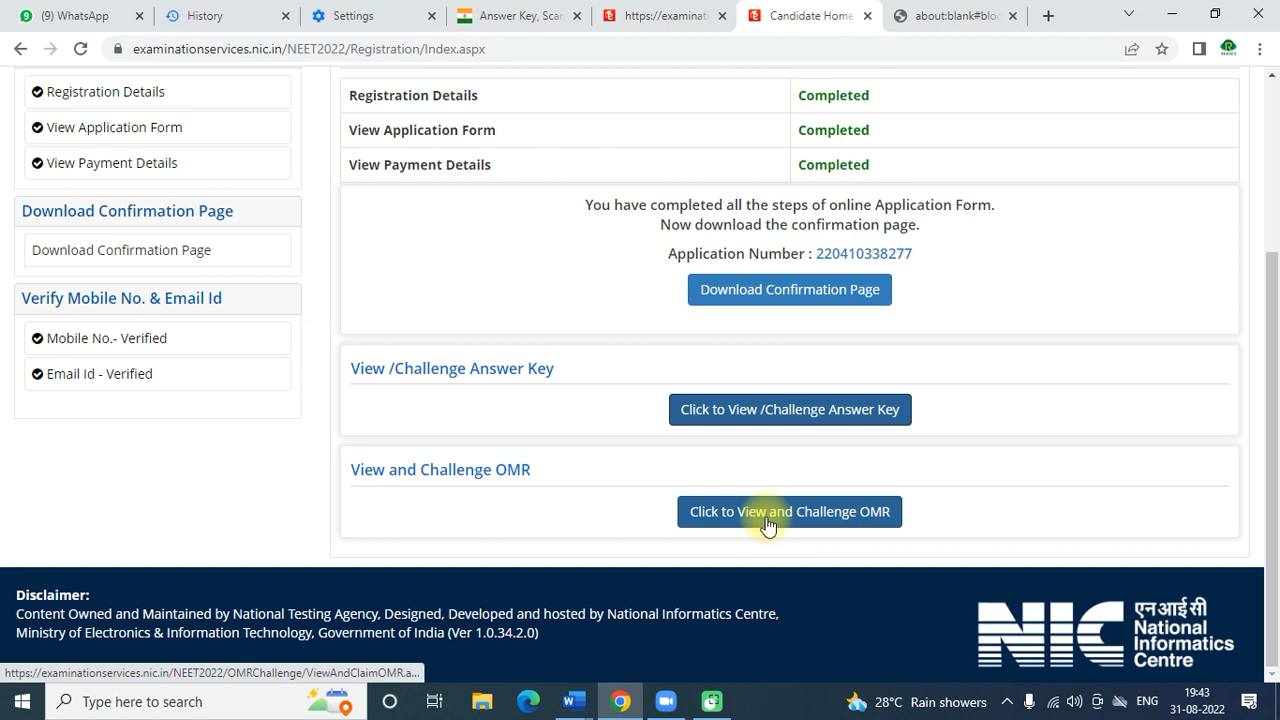 (9) WhatsApp
History
Settings
Answer Key, Scan
https://examinati
Candidate Home
about:blank#bloc
examinationservices.nic.in/NEET2022/Registration/Index.aspx
Registration Details
View Application Form
View Payment Details
Download Confirmation Page
Download Confirmation Page
Verify Mobile No. & Email Id
Mobile No.- Verified
Email Id - Verified
Registration Details Completed
View Application Form Completed
View Payment Details Completed
You have completed all the steps of online Application Form.
Now download the confirmation page.
Application Number : 220410338277
Download Confirmation Page
View /Challenge Answer Key
Click to View /Challenge Answer Key
View and Challenge OMR
Click to View and Challenge OMR
Disclaimer:
Content Owned and Maintained by National Testing Agency, Designed, Developed and hosted by National Informatics Centre,
Ministry of Electronics & Information Technology, Government of India (Ver 1.0.34.2.0)
NIC
एन आई सी
National
Informatics
Centre
https://examinationservices.nic.in/NEET2022/OMRChallenge/ViewAndClaimOMR.a...
Type here to search
28°C Rain showers
ENG
19:43
31-08-2022